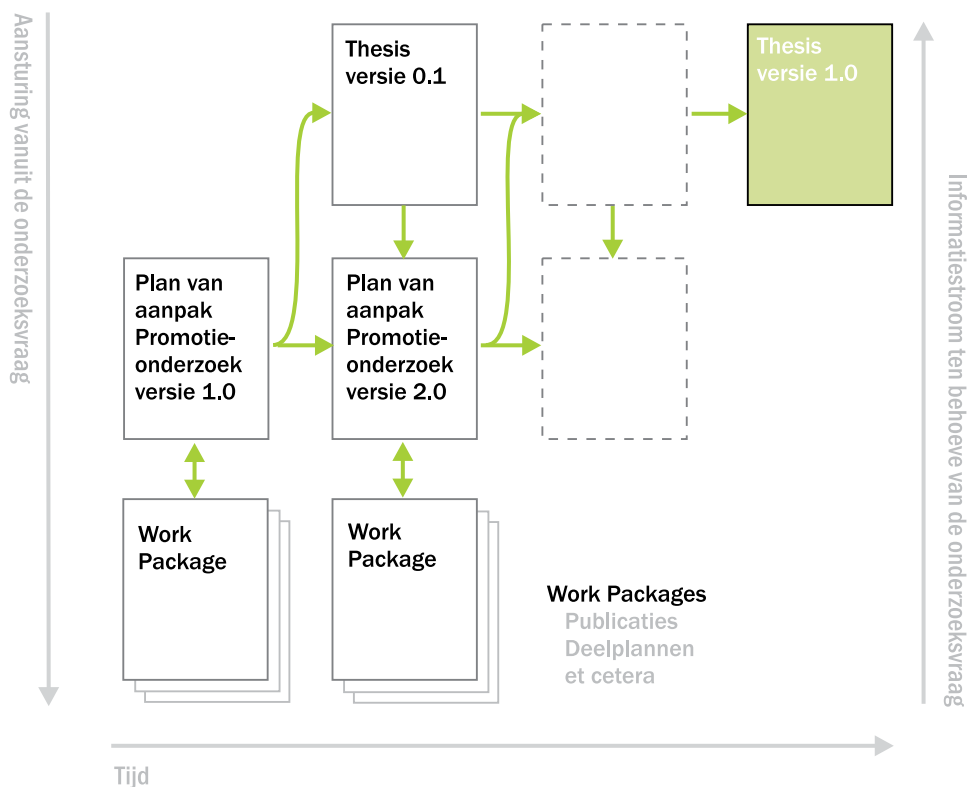 Aansturing vanuit de onderzoeksvraag
Thesis
versie 0.1
Thesis
versie 1.0
Plan van
aanpak
Promotie-
onderzoek
versie 1.0
Plan van
aanpak
Promotie-
onderzoek
versie 2.0
Work
Package
Work
Package
Work Packages
Publicaties
Deelplannen
et cetera
Informatiestroom ten behoeve van de onderzoeksvraag
Tijd